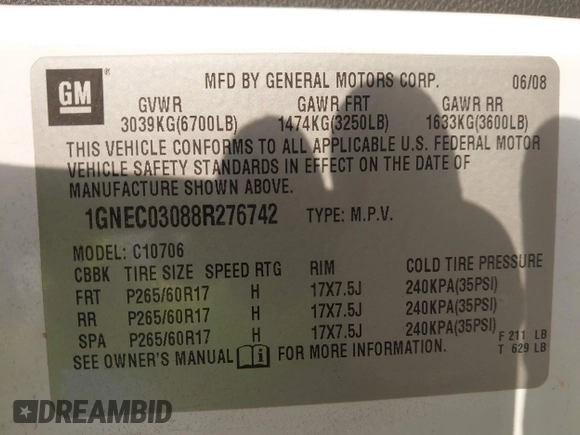 GM ® MFD BY GENERAL MOTORS CORP. 06/08
GVWR GAWR FRT GAWR RR
3039KG(6700LB) 1474KG(3250LB) 1633KG(3600LB)
THIS VEHICLE CONFORMS TO ALL APPLICABLE U.S. FEDERAL MOTOR
VEHICLE SAFETY STANDARDS IN EFFECT ON THE DATE OF
MANUFACTURE SHOWN ABOVE.
1GNEC03088R276742 TYPE: M.P.V.
MODEL: C10706
CBBK TIRE SIZE SPEED RTG RIM COLD TIRE PRESSURE
FRT P265/60R17 H 17X7.5J 240KPA(35PSI)
RR P265/60R17 H 17X7.5J 240KPA(35PSI)
SPA P265/60R17 H 17X7.5J 240KPA(35PSI)
SEE OWNER'S MANUAL i FOR MORE INFORMATION.
F 211 LB
T 629 LB
DREAMBID